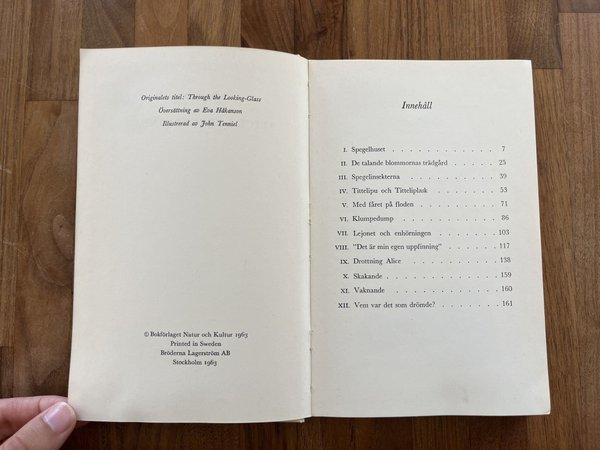 Originalets titel: Through the Looking-Glass
Översättning av Eva Håkanson
Illustrerad av John Tenniel
© Bokförlaget Natur och Kultur 1963
Printed in Sweden
Bröderna Lagerström AB
Stockholm 1963
Innehåll
I. Spegelhuset . . . . . . . . . . . . 7
II. De talande blommornas trädgård . . . . . 25
III. Spegelinsekterna . . . . . . . . . . 39
IV. Tittelipu och Titteliplauk . . . . . . . . 53
V. Med fåret på floden . . . . . . . . . 71
VI. Klumpedump . . . . . . . . . . . 86
VII. Lejonet och enhörningen . . . . . . . . 103
VIII. "Det är min egen uppfinning" . . . . . . 117
IX. Drottning Alice . . . . . . . . . . 138
X. Skakande . . . . . . . . . . . . 159
XI. Vaknande . . . . . . . . . . . . 160
XII. Vem var det som drömde? . . . . . . . 161